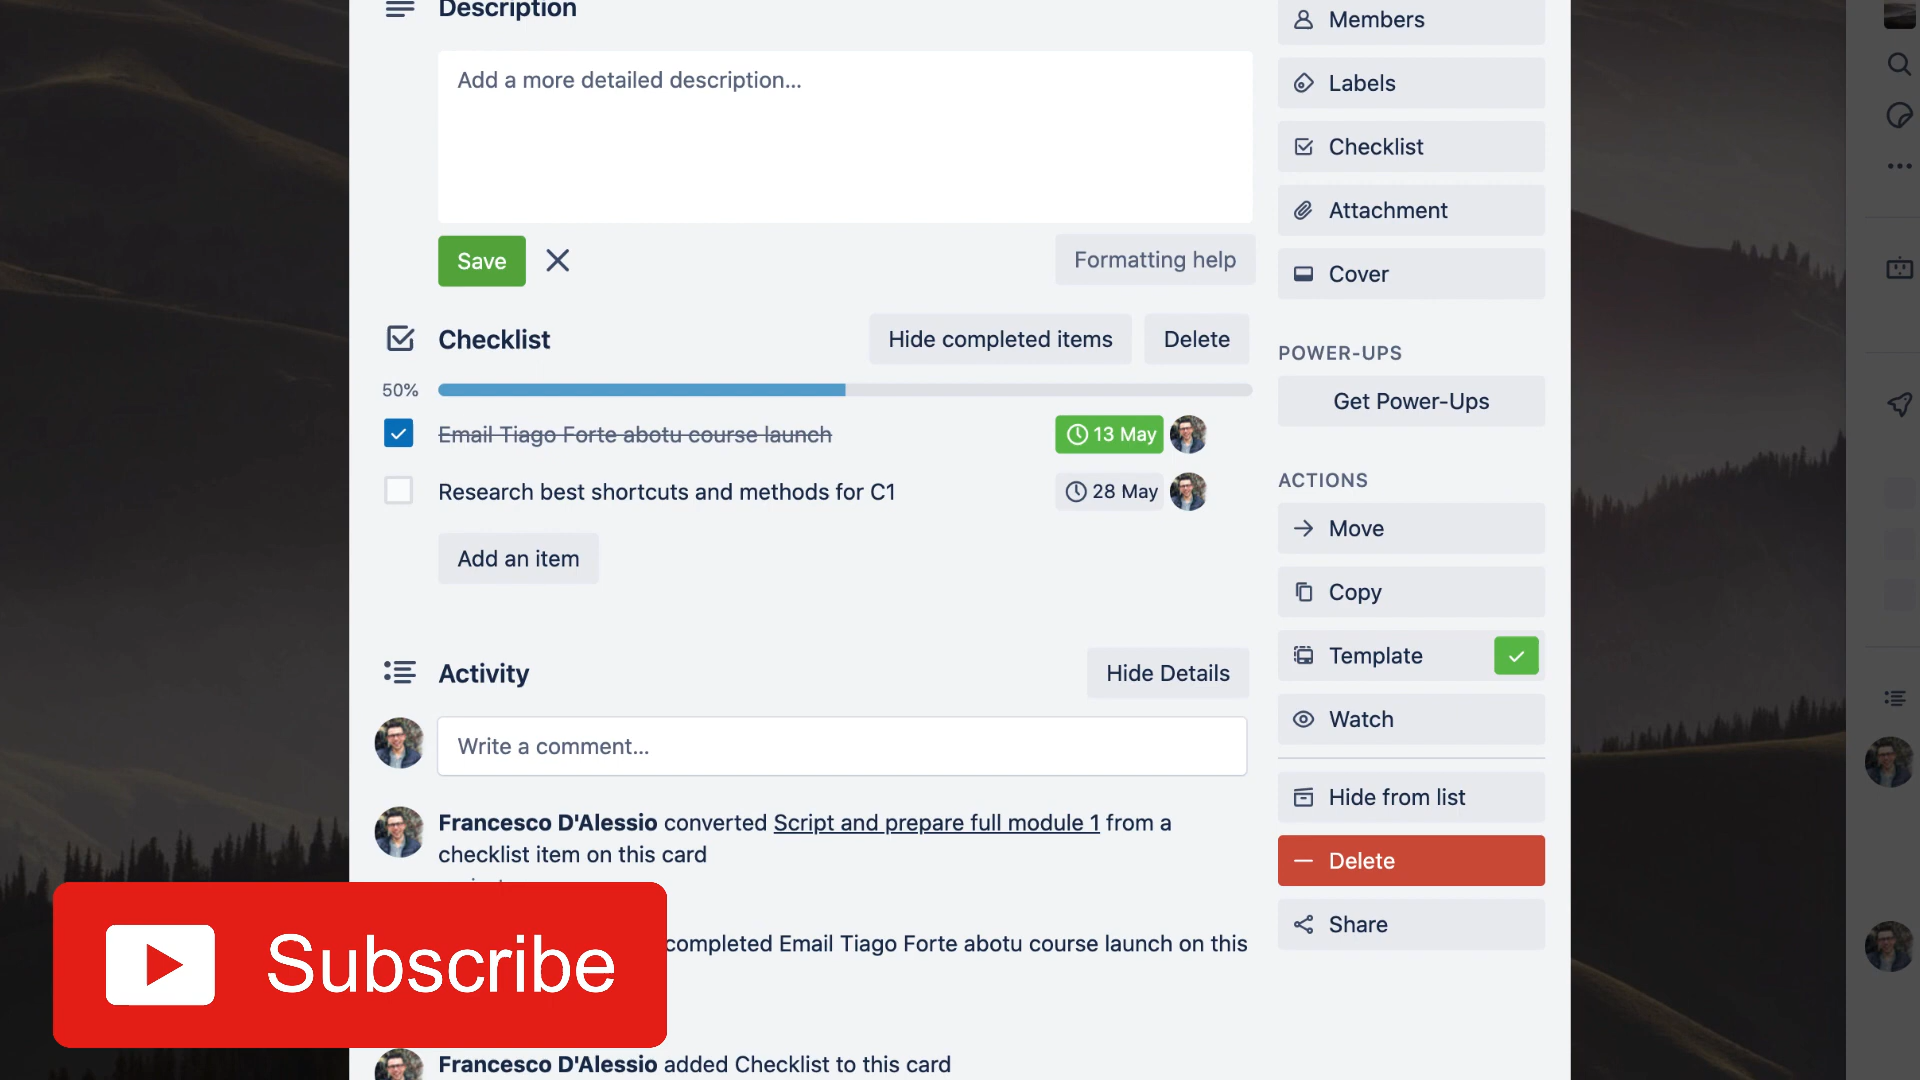 Description
Add a more detailed description...
Save
Formatting help
Checklist
Hide completed items
Delete
50%
Email Tiago Forte abotu course launch
13 May
Research best shortcuts and methods for C1
28 May
Add an item
Activity
Hide Details
Write a comment...
Francesco D'Alessio converted Script and prepare full module 1 from a
checklist item on this card
completed Email Tiago Forte abotu course launch on this
Francesco D'Alessio added Checklist to this card
Members
Labels
Checklist
Attachment
Cover
POWER-UPS
Get Power-Ups
ACTIONS
Move
Copy
Template
Watch
Hide from list
Delete
Share
Subscribe